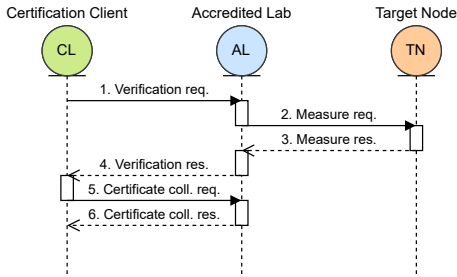 Certification Client Accredited Lab Target Node
CL AL TN
1. Verification req.
2. Measure req.
3. Measure res.
4. Verification res.
5. Certificate coll. req.
6. Certificate coll. res.